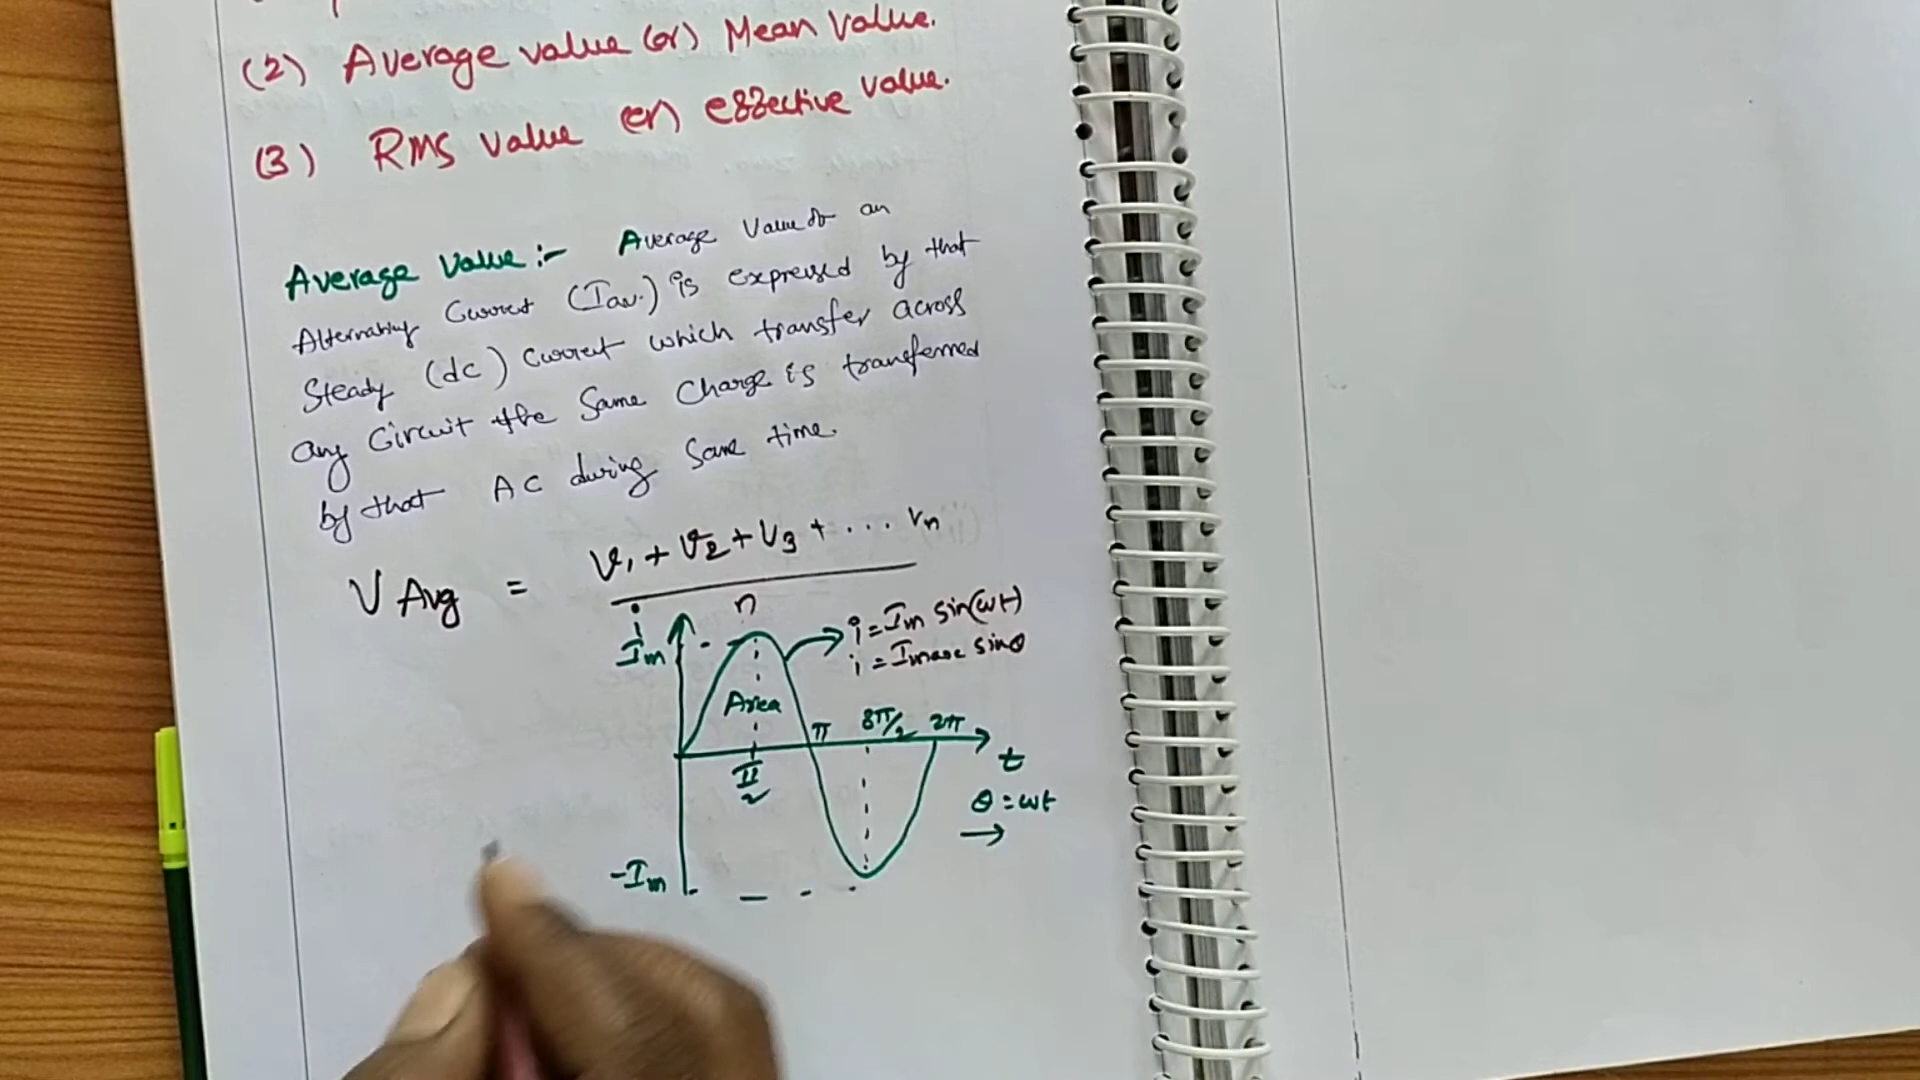 (2) Average value (or) Mean Value.
(3) RMS value (or) effective value.
Average Value :- Average Value of an
Alternating Current (Iav.) is expressed by that
Steady (dc) Current which transfer across
any Circuit the Same Charge is transferred
by that AC during Same time.
V Avg = V1 + V2 + V3 + ... Vn
n
i
Im
i = Im sin(ωt)
i = Imax sinθ
Area
π/2
π
3π/2
2π
t
θ = ωt
-Im